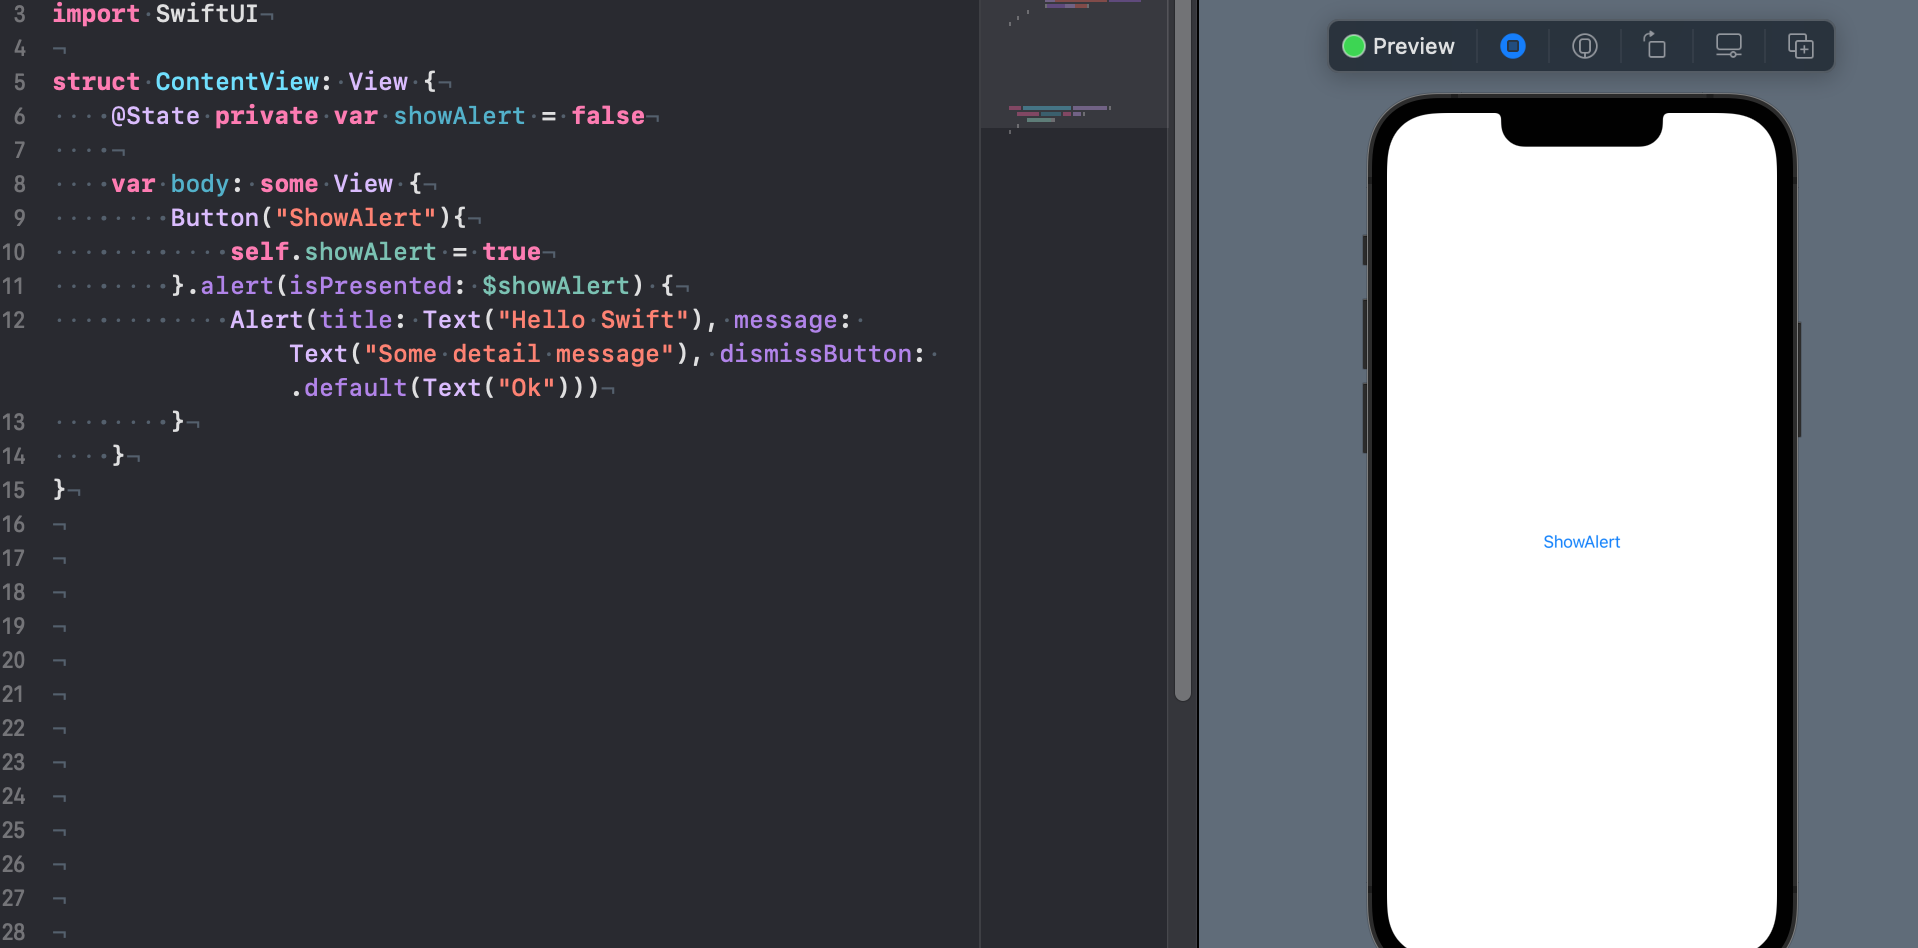 3 import SwiftUI
4
5 struct ContentView: View {
6     @State private var showAlert = false
7
8     var body: some View {
9         Button("ShowAlert"){
10             self.showAlert = true
11         }.alert(isPresented: $showAlert) {
12             Alert(title: Text("Hello Swift"), message:
Text("Some detail message"), dismissButton:
.default(Text("Ok")))
13         }
14     }
15 }
16
17
18
19
20
21
22
23
24
25
26
27
28
Preview
ShowAlert